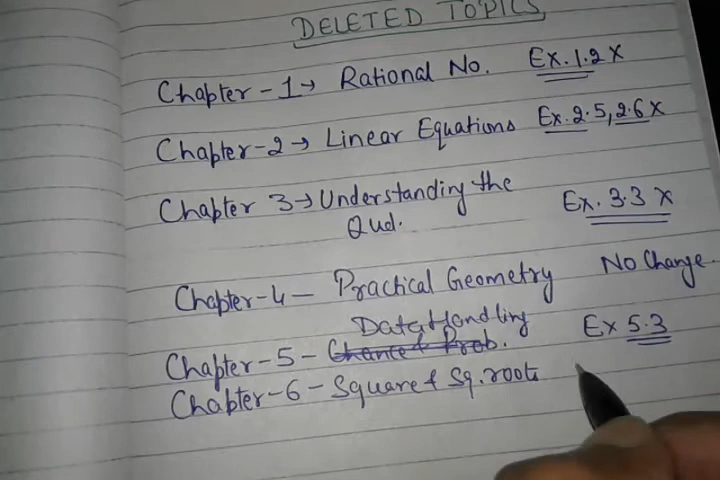 DELETED TOPICS
Chapter - 1 → Rational No. Ex. 1.2 x
Chapter - 2 → Linear Equations Ex. 2.5, 2.6 x
Chapter 3 → Understanding the Ex. 3.3 x
Qud.
Chapter - 4 — Practical Geometry No Change.
Data Handling
Chapter - 5 - Chance & Prob. Ex 5.3
Chapter - 6 - Square & Sq. roots